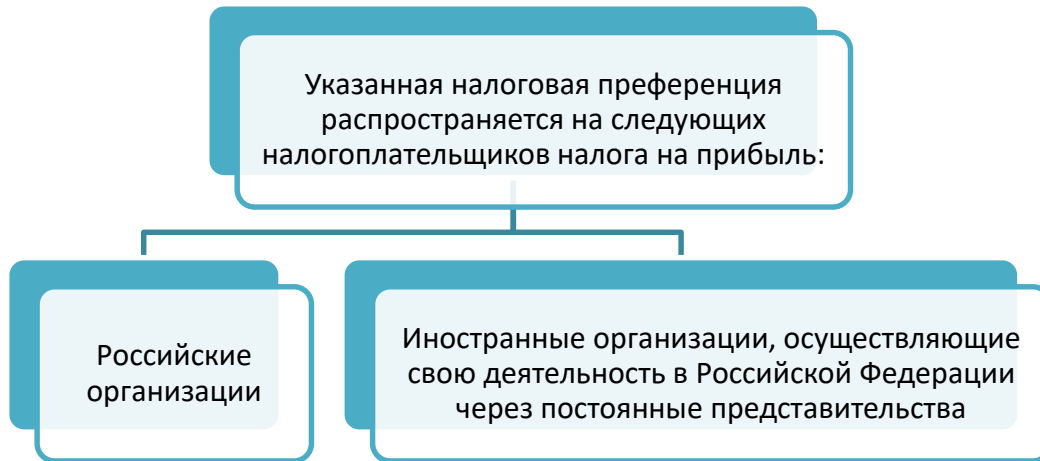 Указанная налоговая преференция
распространяется на следующих
налогоплательщиков налога на прибыль:
Российские
организации
Иностранные организации, осуществляющие
свою деятельность в Российской Федерации
через постоянные представительства